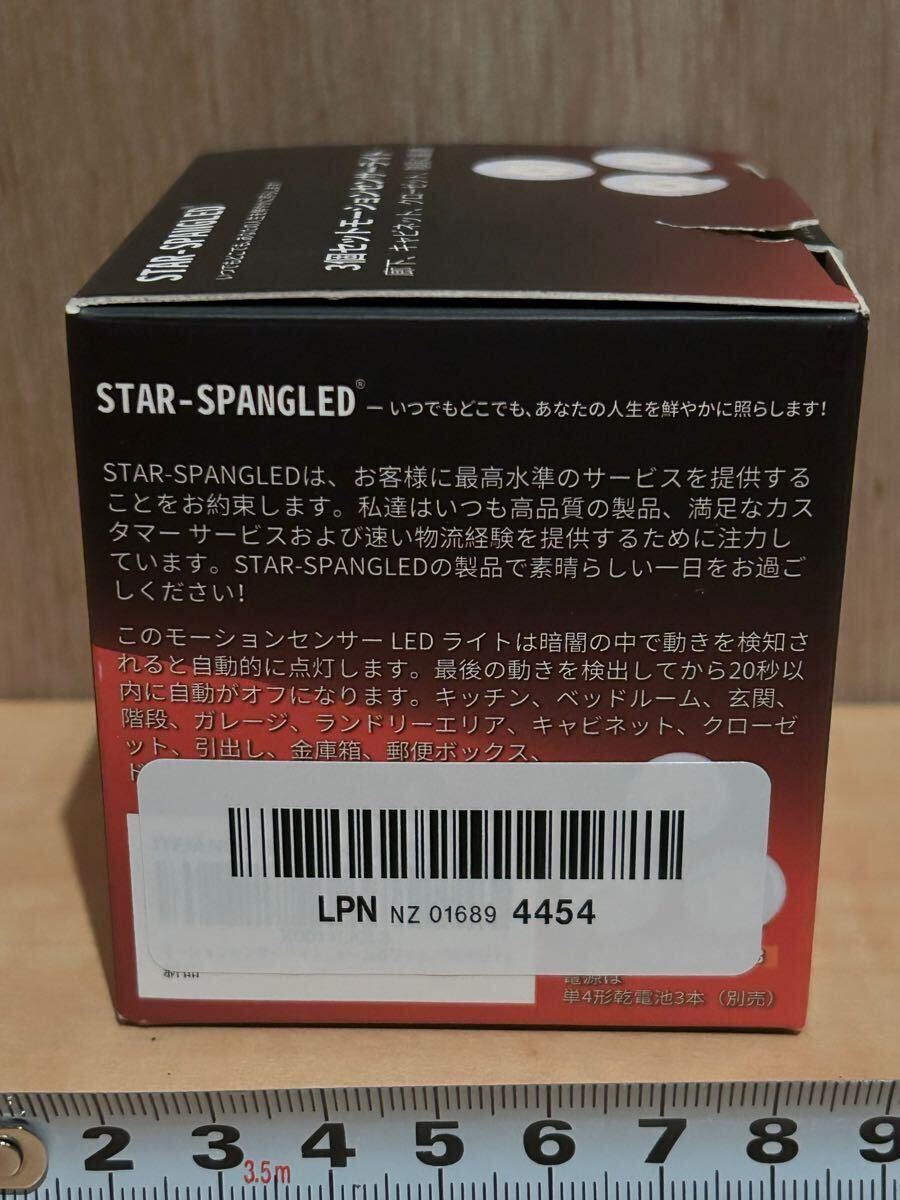 STAR-SPANGLED
3個セットモーションセンサーライト
廊下、キャビネット、クローゼット、
STAR-SPANGLED® ― いつでもどこでも、あなたの人生を鮮やかに照らします!
STAR-SPANGLEDは、お客様に最高水準のサービスを提供する
ことをお約束します。私達はいつも高品質の製品、満足なカス
タマー サービスおよび速い物流経験を提供するために注力し
ています。STAR-SPANGLEDの製品で素晴らしい一日をお過ご
しください!
このモーションセンサー LED ライトは暗闇の中で動きを検知さ
れると自動的に点灯します。最後の動きを検出してから20秒以
内に自動がオフになります。キッチン、ベッドルーム、玄関、
階段、ガレージ、ランドリーエリア、キャビネット、クローゼ
ット、引出し、金庫箱、郵便ボックス、
LPN NZ 01689 4454
電源は
単4形乾電池3本（別売）
2 3 4 5 6 7 8 9
3.5m